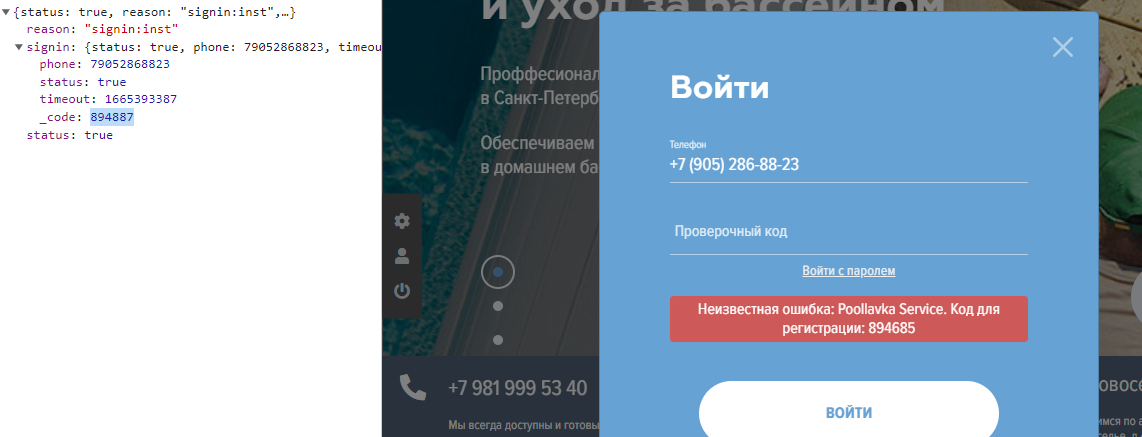 {status: true, reason: "signin:inst",…}
reason: "signin:inst"
signin: {status: true, phone: 79052868823, timeou
phone: 79052868823
status: true
timeout: 1665393387
_code: 894887
status: true
и уход за бассейном
Проффесионал
в Санкт-Петерб
Обеспечиваем
в домашнем ба
+7 981 999 53 40
Мы всегда доступны и готовы
Войти
Телефон
+7 (905) 286-88-23
Проверочный код
Войти с паролем
Неизвестная ошибка: Poollavka Service. Код для
регистрации: 894685
ВОЙТИ
овосе
имся по а